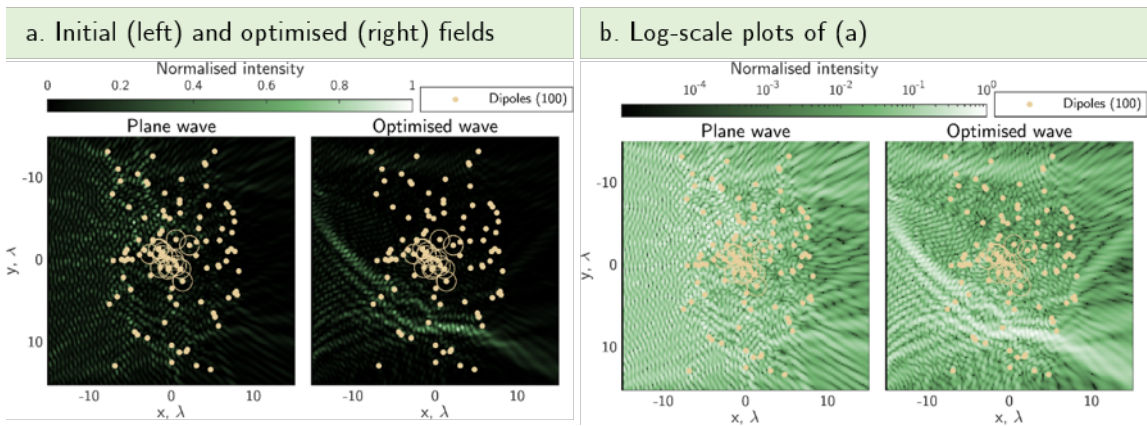 a. Initial (left) and optimised (right) fields
Normalised intensity
0 0.2 0.4 0.6 0.8 1
Dipoles (100)
Plane wave Optimised wave
-10
0
10
y, λ
-10 0 10 -10 0 10
x, λ x, λ
b. Log-scale plots of (a)
Normalised intensity
10^-4 10^-3 10^-2 10^-1 10^0
Dipoles (100)
Plane wave Optimised wave
-10
0
10
y, λ
-10 0 10 -10 0 10
x, λ x, λ